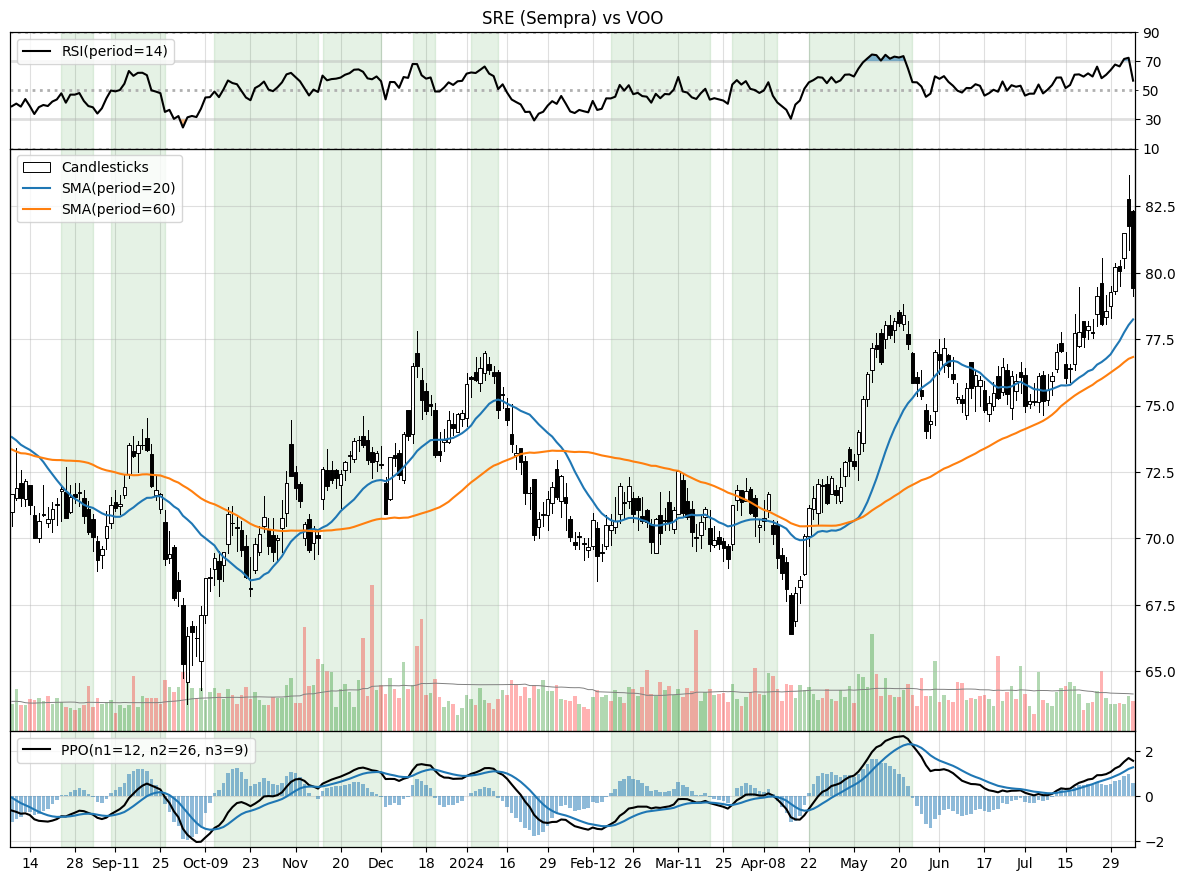 SRE (Sempra) vs VOO
RSI(period=14)
90
70
50
30
10
Candlesticks
SMA(period=20)
SMA(period=60)
82.5
80.0
77.5
75.0
72.5
70.0
67.5
65.0
PPO(n1=12, n2=26, n3=9)
2
0
−2
14 28 Sep-11 25 Oct-09 23 Nov 20 Dec 18 2024 16 29 Feb-12 26 Mar-11 25 Apr-08 22 May 20 Jun 17 Jul 15 29